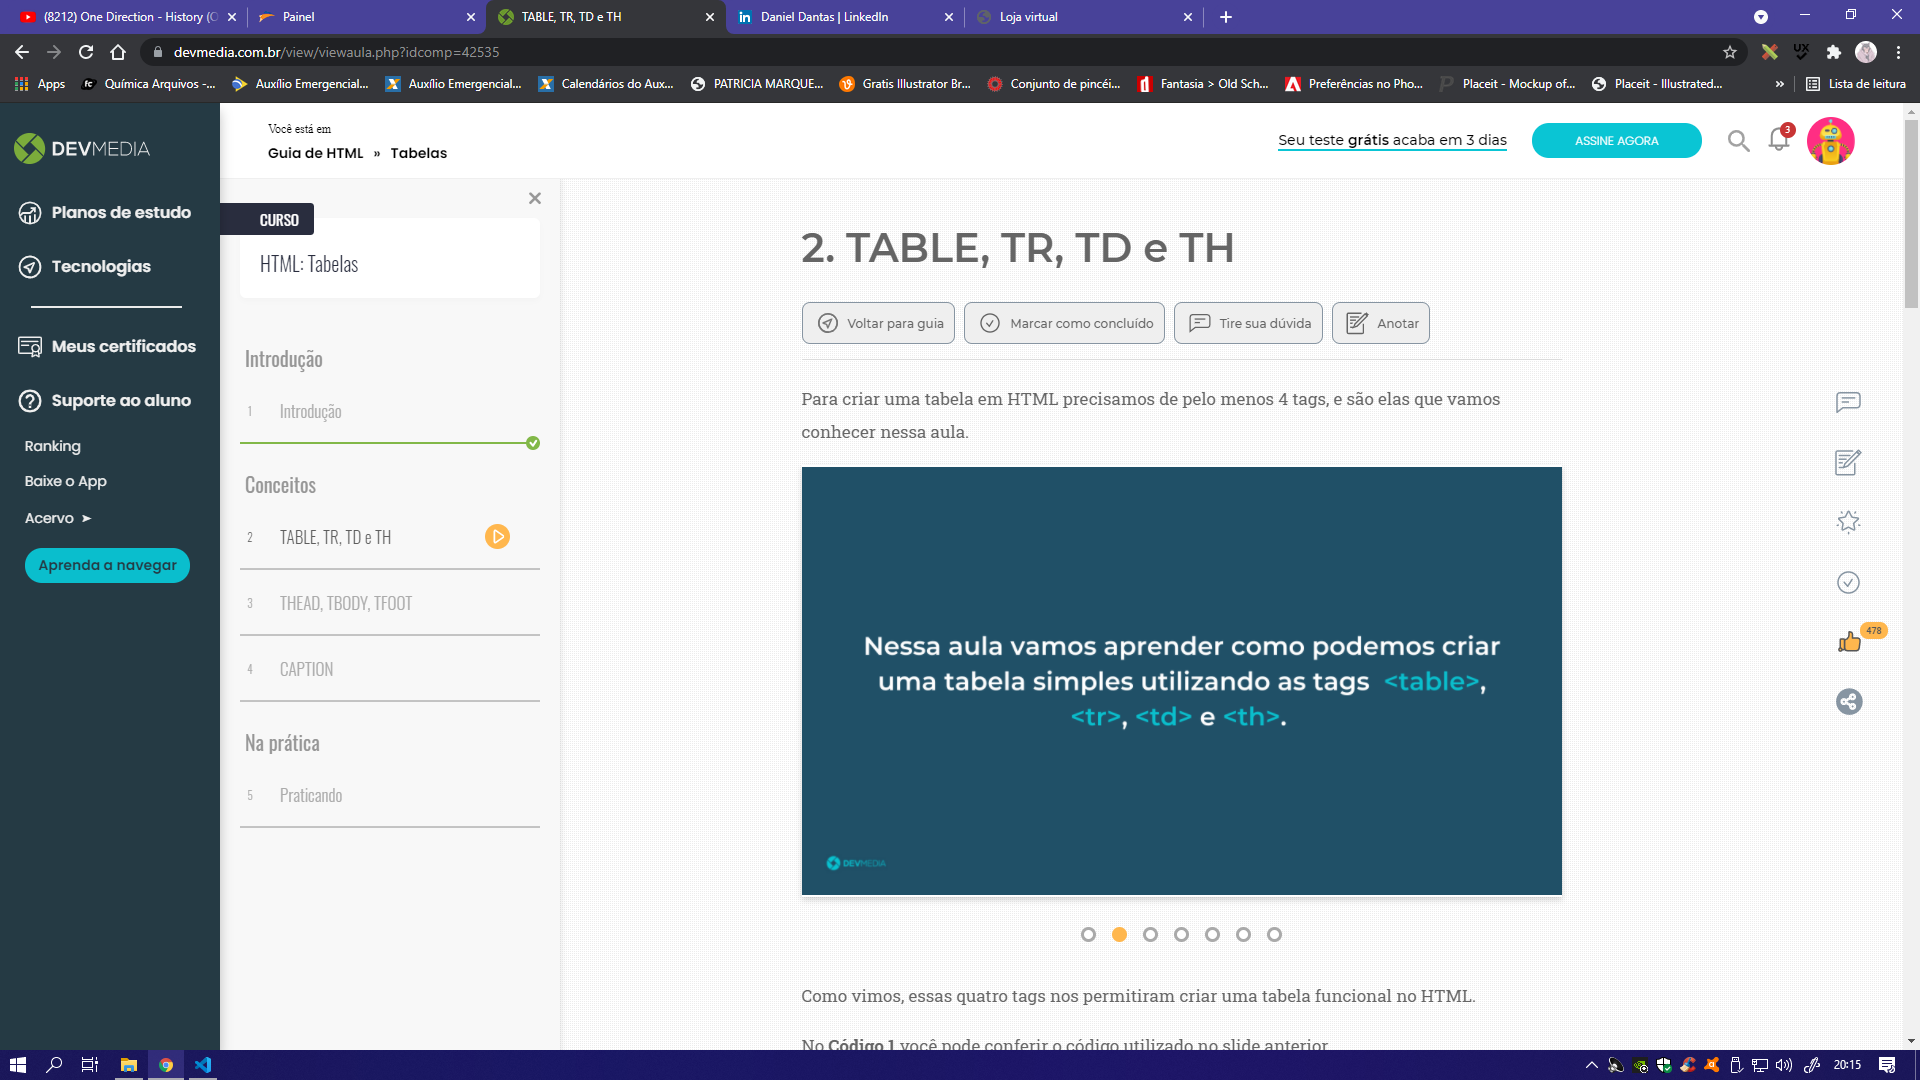 (8212) One Direction - History (O
Painel
TABLE, TR, TD e TH
Daniel Dantas | LinkedIn
Loja virtual
devmedia.com.br/view/viewaula.php?idcomp=42535
Apps
Química Arquivos -...
Auxílio Emergencial...
Auxílio Emergencial...
Calendários do Aux...
PATRICIA MARQUE...
Gratis Illustrator Br...
Conjunto de pincéi...
Fantasia > Old Sch...
Preferências no Pho...
Placeit - Mockup of...
Placeit - Illustrated...
»
Lista de leitura
DEVMEDIA
Planos de estudo
Tecnologias
Meus certificados
Suporte ao aluno
Ranking
Baixe o App
Acervo ➤
Aprenda a navegar
Você está em
Guia de HTML » Tabelas
Seu teste grátis acaba em 3 dias
ASSINE AGORA
3
CURSO
HTML: Tabelas
Introdução
1 Introdução
Conceitos
2 TABLE, TR, TD e TH
3 THEAD, TBODY, TFOOT
4 CAPTION
Na prática
5 Praticando
2. TABLE, TR, TD e TH
Voltar para guia
Marcar como concluído
Tire sua dúvida
Anotar
Para criar uma tabela em HTML precisamos de pelo menos 4 tags, e são elas que vamos
conhecer nessa aula.
Nessa aula vamos aprender como podemos criar
uma tabela simples utilizando as tags <table>,
<tr>, <td> e <th>.
DEVMEDIA
478
Como vimos, essas quatro tags nos permitiram criar uma tabela funcional no HTML.
No Código 1 você pode conferir o código utilizado no slide anterior.
20:15